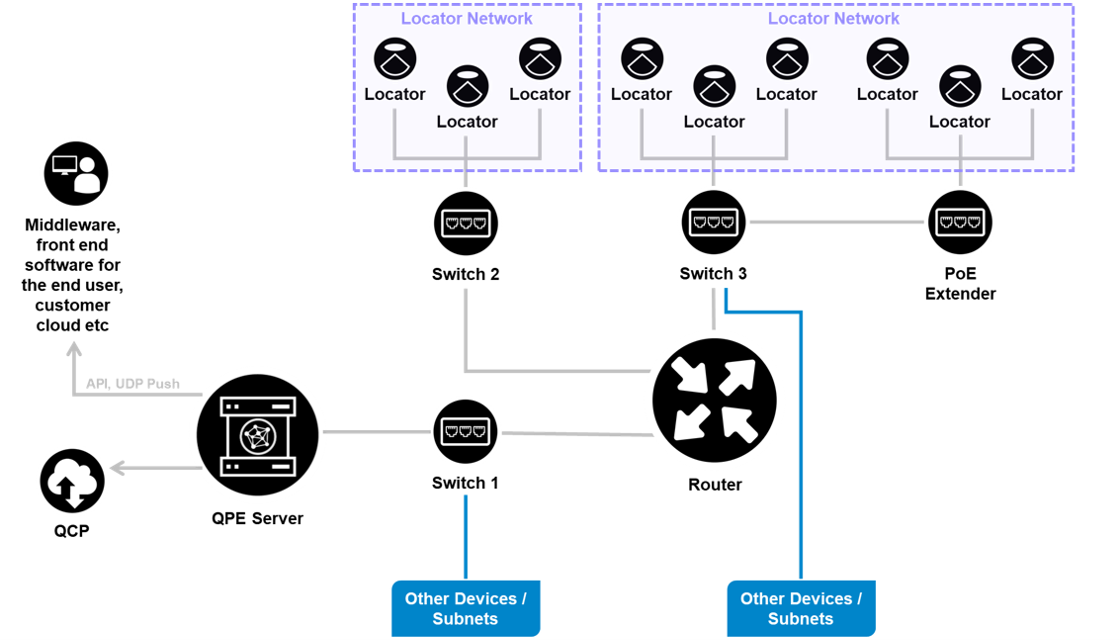 Locator Network
Locator Network
Locator
Locator
Locator
Locator
Locator
Locator
Locator
Locator
Locator
Middleware,
front end
software for
the end user,
customer
cloud etc
Switch 2
Switch 3
PoE
Extender
API, UDP Push
QCP
QPE Server
Switch 1
Router
Other Devices /
Subnets
Other Devices /
Subnets